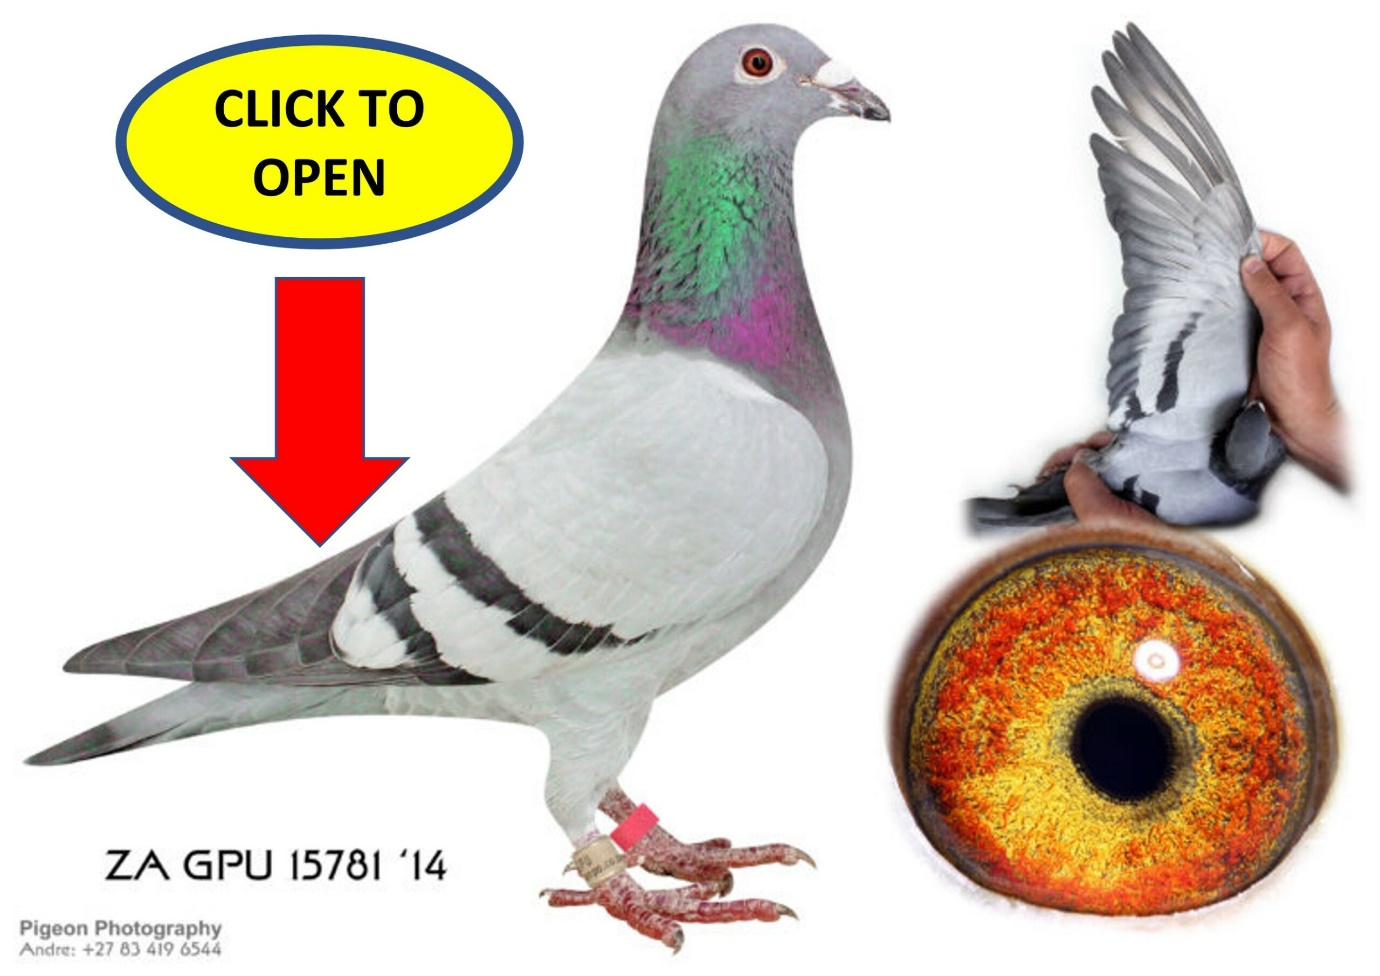 CLICK TO
OPEN
ZA GPU 15781 '14
Pigeon Photography
Andre: +27 83 419 6544